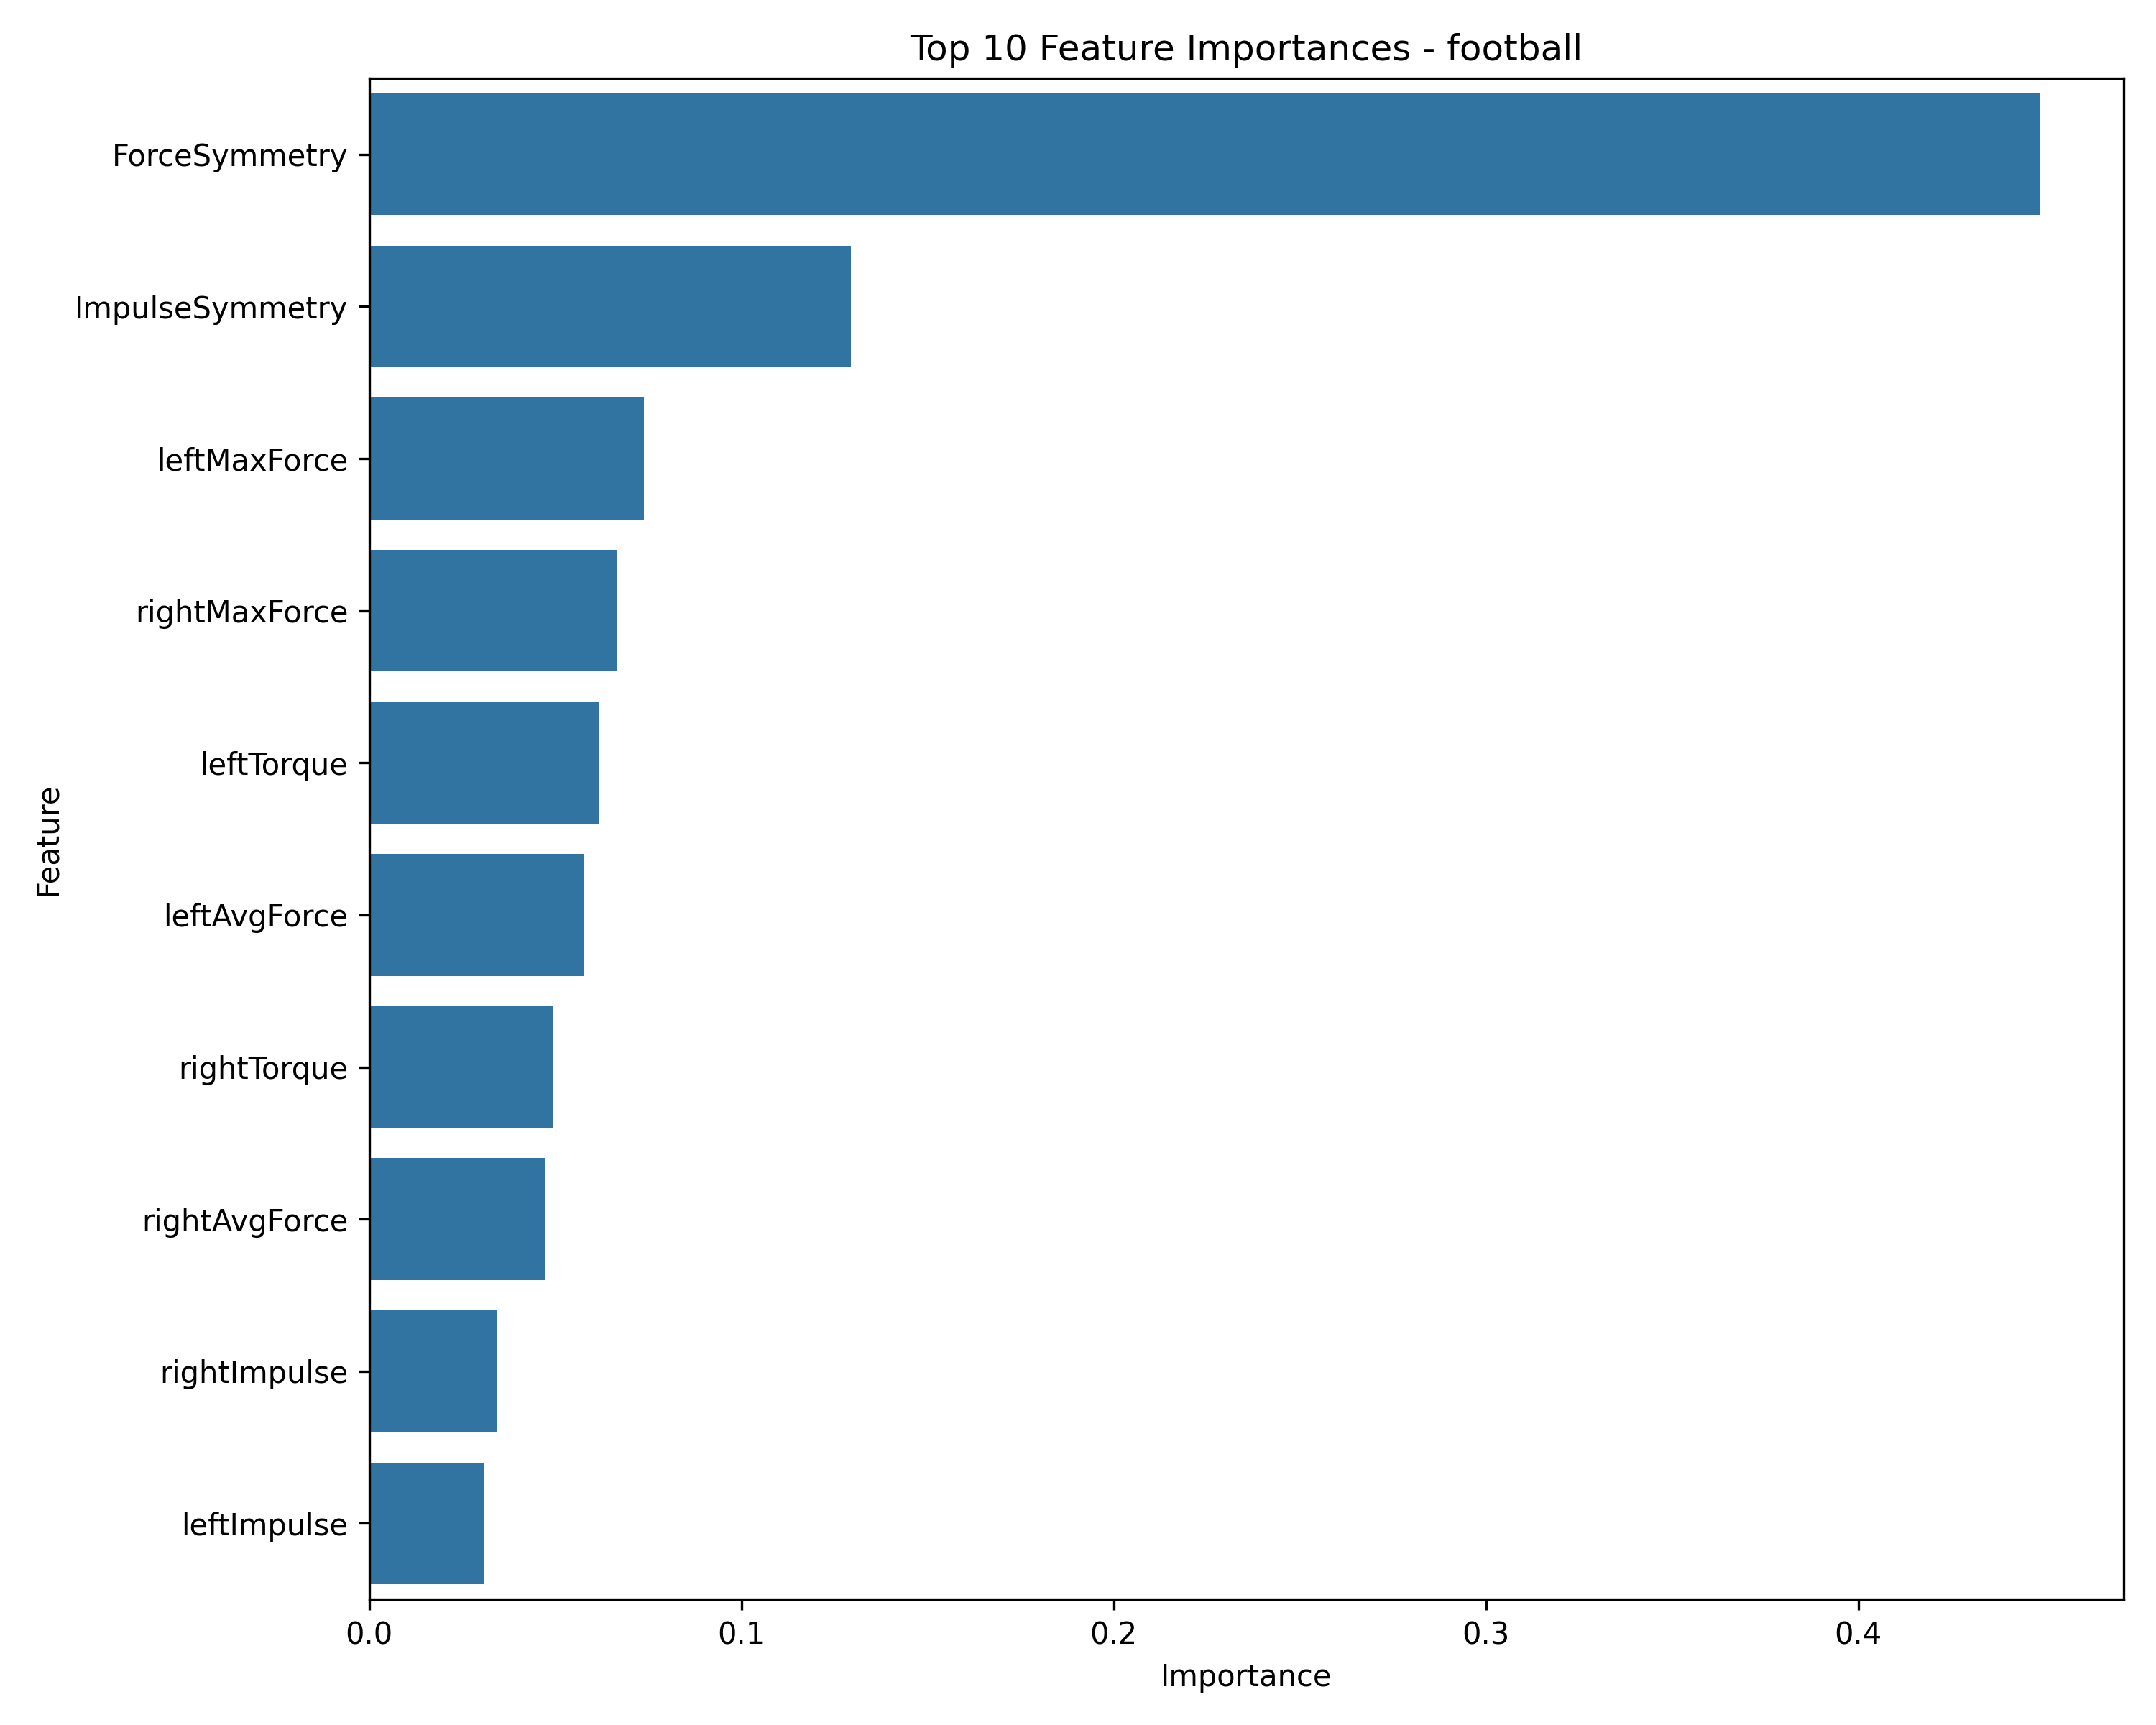 Top 10 Feature Importances - football
ForceSymmetry
ImpulseSymmetry
leftMaxForce
rightMaxForce
leftTorque
leftAvgForce
rightTorque
rightAvgForce
rightImpulse
leftImpulse
Feature
0.0 0.1 0.2 0.3 0.4
Importance